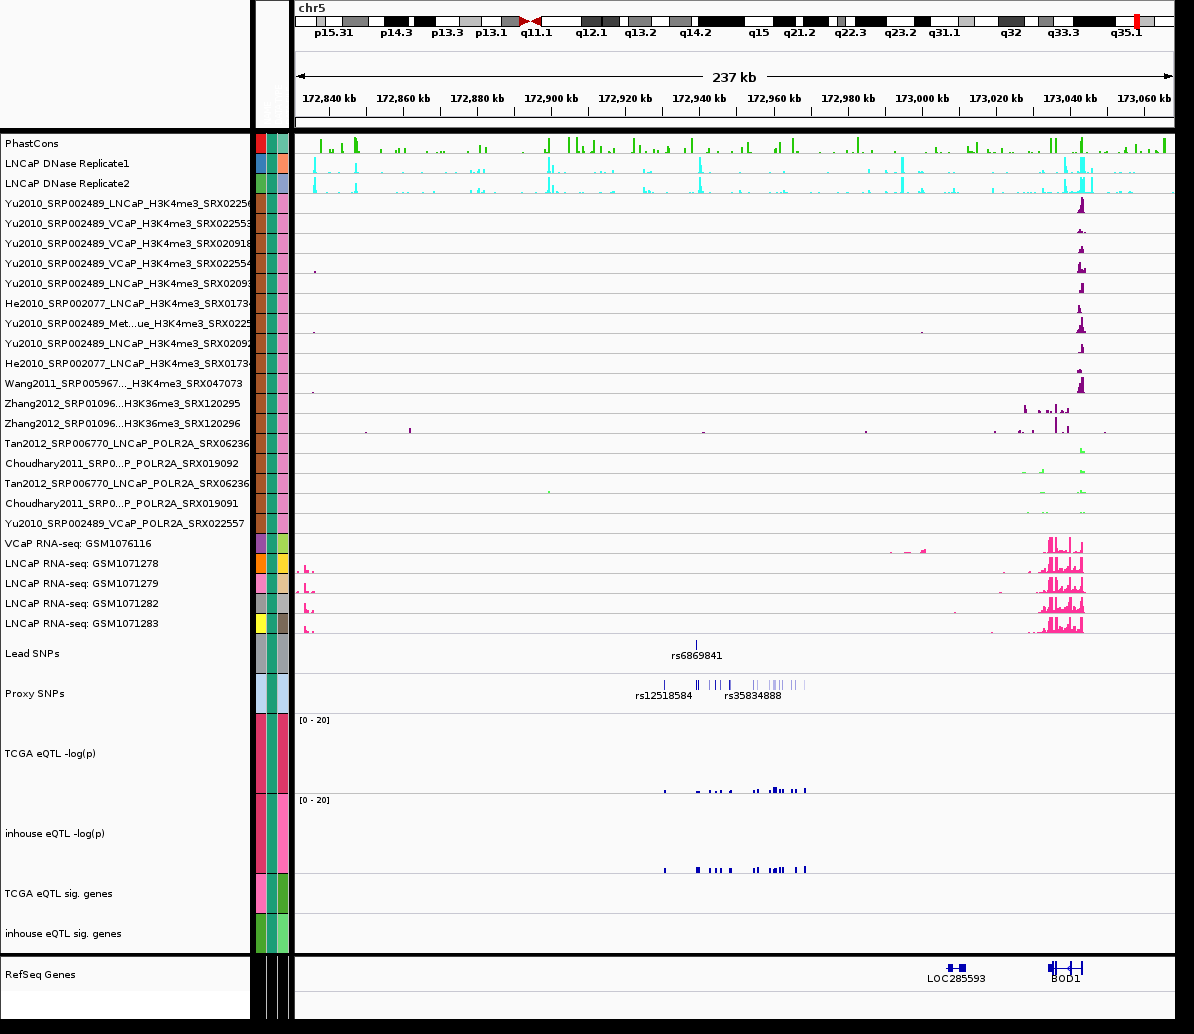 chr5
p15.31 p14.3 p13.3 p13.1 q11.1 q12.1 q13.2 q14.2 q15 q21.2 q22.3 q23.2 q31.1 q32 q33.3 q35.1
237 kb
172,840 kb 172,860 kb 172,880 kb 172,900 kb 172,920 kb 172,940 kb 172,960 kb 172,980 kb 173,000 kb 173,020 kb 173,040 kb 173,060 kb
PhastCons
LNCaP DNase Replicate1
LNCaP DNase Replicate2
Yu2010_SRP002489_LNCaP_H3K4me3_SRX02256
Yu2010_SRP002489_VCaP_H3K4me3_SRX022553
Yu2010_SRP002489_VCaP_H3K4me3_SRX020918
Yu2010_SRP002489_VCaP_H3K4me3_SRX022554
Yu2010_SRP002489_LNCaP_H3K4me3_SRX02093
He2010_SRP002077_LNCaP_H3K4me3_SRX0173
Yu2010_SRP002489_Met...ue_H3K4me3_SRX0225
Yu2010_SRP002489_LNCaP_H3K4me3_SRX02092
He2010_SRP002077_LNCaP_H3K4me3_SRX0173
Wang2011_SRP005967..._H3K4me3_SRX047073
Zhang2012_SRP01096...H3K36me3_SRX120295
Zhang2012_SRP01096...H3K36me3_SRX120296
Tan2012_SRP006770_LNCaP_POLR2A_SRX06236
Choudhary2011_SRP0...P_POLR2A_SRX019092
Tan2012_SRP006770_LNCaP_POLR2A_SRX06236
Choudhary2011_SRP0...P_POLR2A_SRX019091
Yu2010_SRP002489_VCaP_POLR2A_SRX022557
VCaP RNA-seq: GSM1076116
LNCaP RNA-seq: GSM1071278
LNCaP RNA-seq: GSM1071279
LNCaP RNA-seq: GSM1071282
LNCaP RNA-seq: GSM1071283
Lead SNPs
rs6869841
Proxy SNPs
rs12518584 rs35834888
[0 - 20]
TCGA eQTL -log(p)
[0 - 20]
inhouse eQTL -log(p)
TCGA eQTL sig. genes
inhouse eQTL sig. genes
RefSeq Genes
LOC285593 BOD1